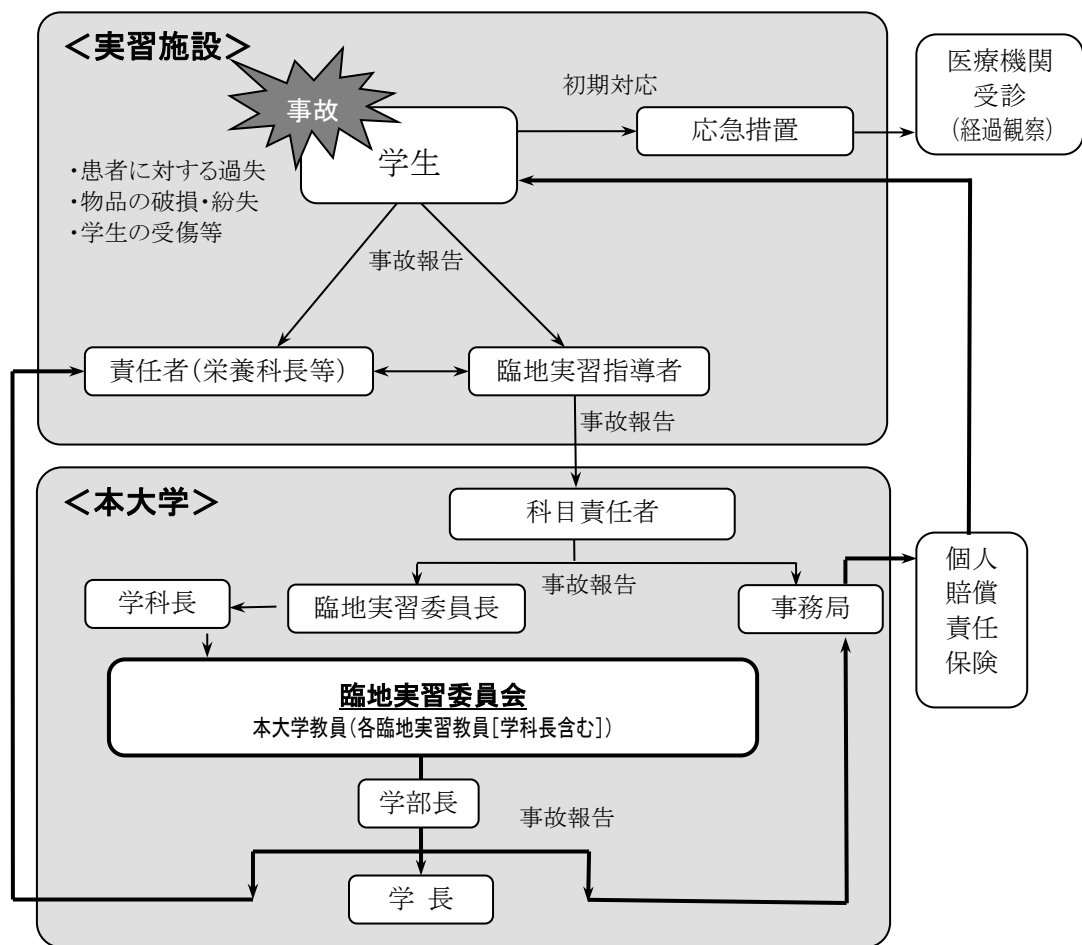 ＜実習施設＞
事故
学生
初期対応
応急措置
医療機関
受診
（経過観察）
・患者に対する過失
・物品の破損・紛失
・学生の受傷等
事故報告
責任者（栄養科長等）
臨地実習指導者
事故報告
＜本大学＞
科目責任者
事故報告
学科長
臨地実習委員長
事務局
個人
賠償
責任
保険
臨地実習委員会
本大学教員（各臨地実習教員［学科長含む］）
学部長
事故報告
学 長